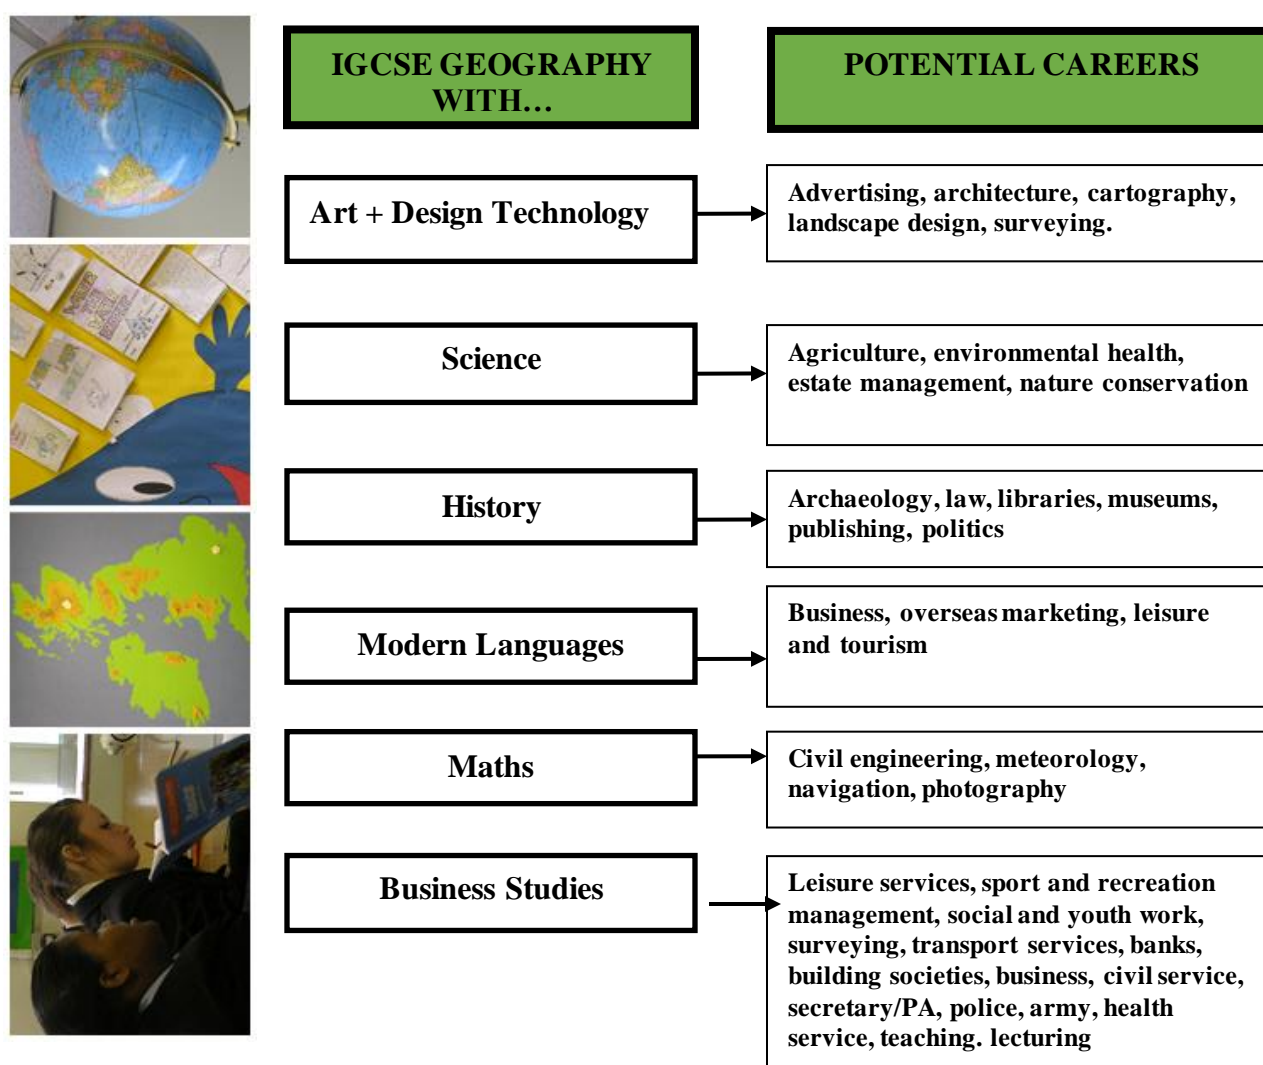 IGCSE GEOGRAPHY
WITH…
POTENTIAL CAREERS
Art + Design Technology
Advertising, architecture, cartography,
landscape design, surveying.
Science
Agriculture, environmental health,
estate management, nature conservation
History
Archaeology, law, libraries, museums,
publishing, politics
Modern Languages
Business, overseas marketing, leisure
and tourism
Maths
Civil engineering, meteorology,
navigation, photography
Business Studies
Leisure services, sport and recreation
management, social and youth work,
surveying, transport services, banks,
building societies, business, civil service,
secretary/PA, police, army, health
service, teaching. lecturing